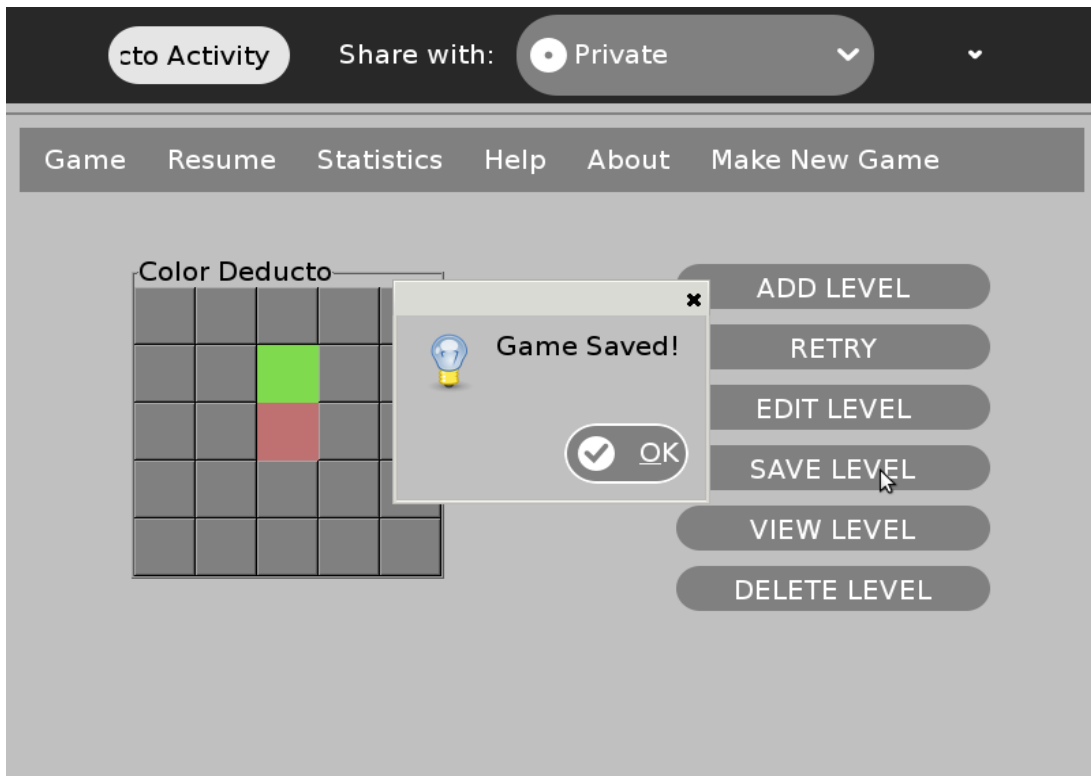 cto Activity Share with: Private
Game Resume Statistics Help About Make New Game
Color Deducto
ADD LEVEL
Game Saved!
RETRY
EDIT LEVEL
OK
SAVE LEVEL
VIEW LEVEL
DELETE LEVEL